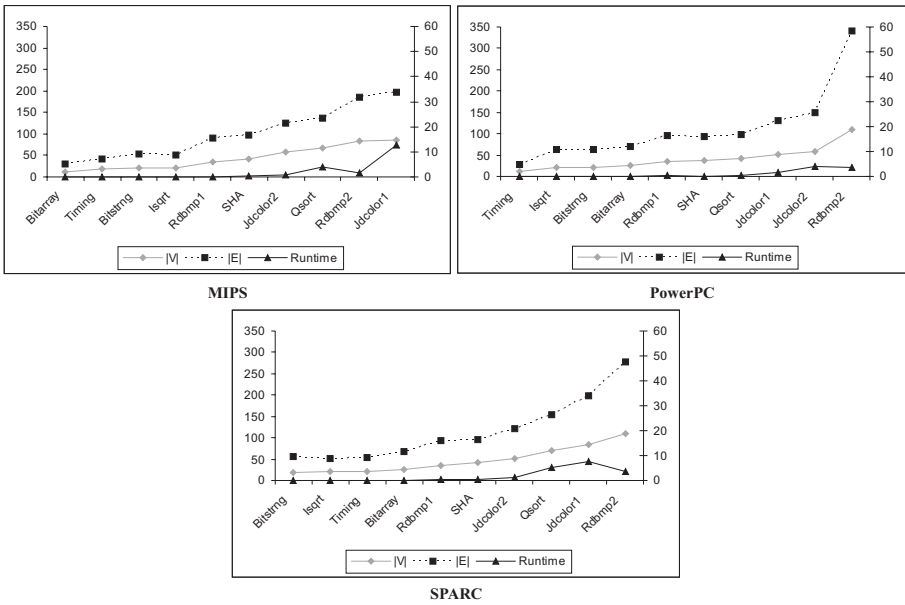 350
300
250
200
150
100
50
0
60
50
40
30
20
10
0
Bitarray
Timing
Bitstrng
Isqrt
Rdbmp1
SHA
Jdcolor2
Qsort
Rdbmp2
Jdcolor1
|V| |E| Runtime
MIPS
350
300
250
200
150
100
50
0
60
50
40
30
20
10
0
Timing
Isqrt
Bitstrng
Bitarray
Rdbmp1
SHA
Qsort
Jdcolor1
Jdcolor2
Rdbmp2
|V| |E| Runtime
PowerPC
350
300
250
200
150
100
50
0
60
50
40
30
20
10
0
Bitstrng
Isqrt
Timing
Bitarray
Rdbmp1
SHA
Jdcolor2
Qsort
Jdcolor1
Rdbmp2
|V| |E| Runtime
SPARC